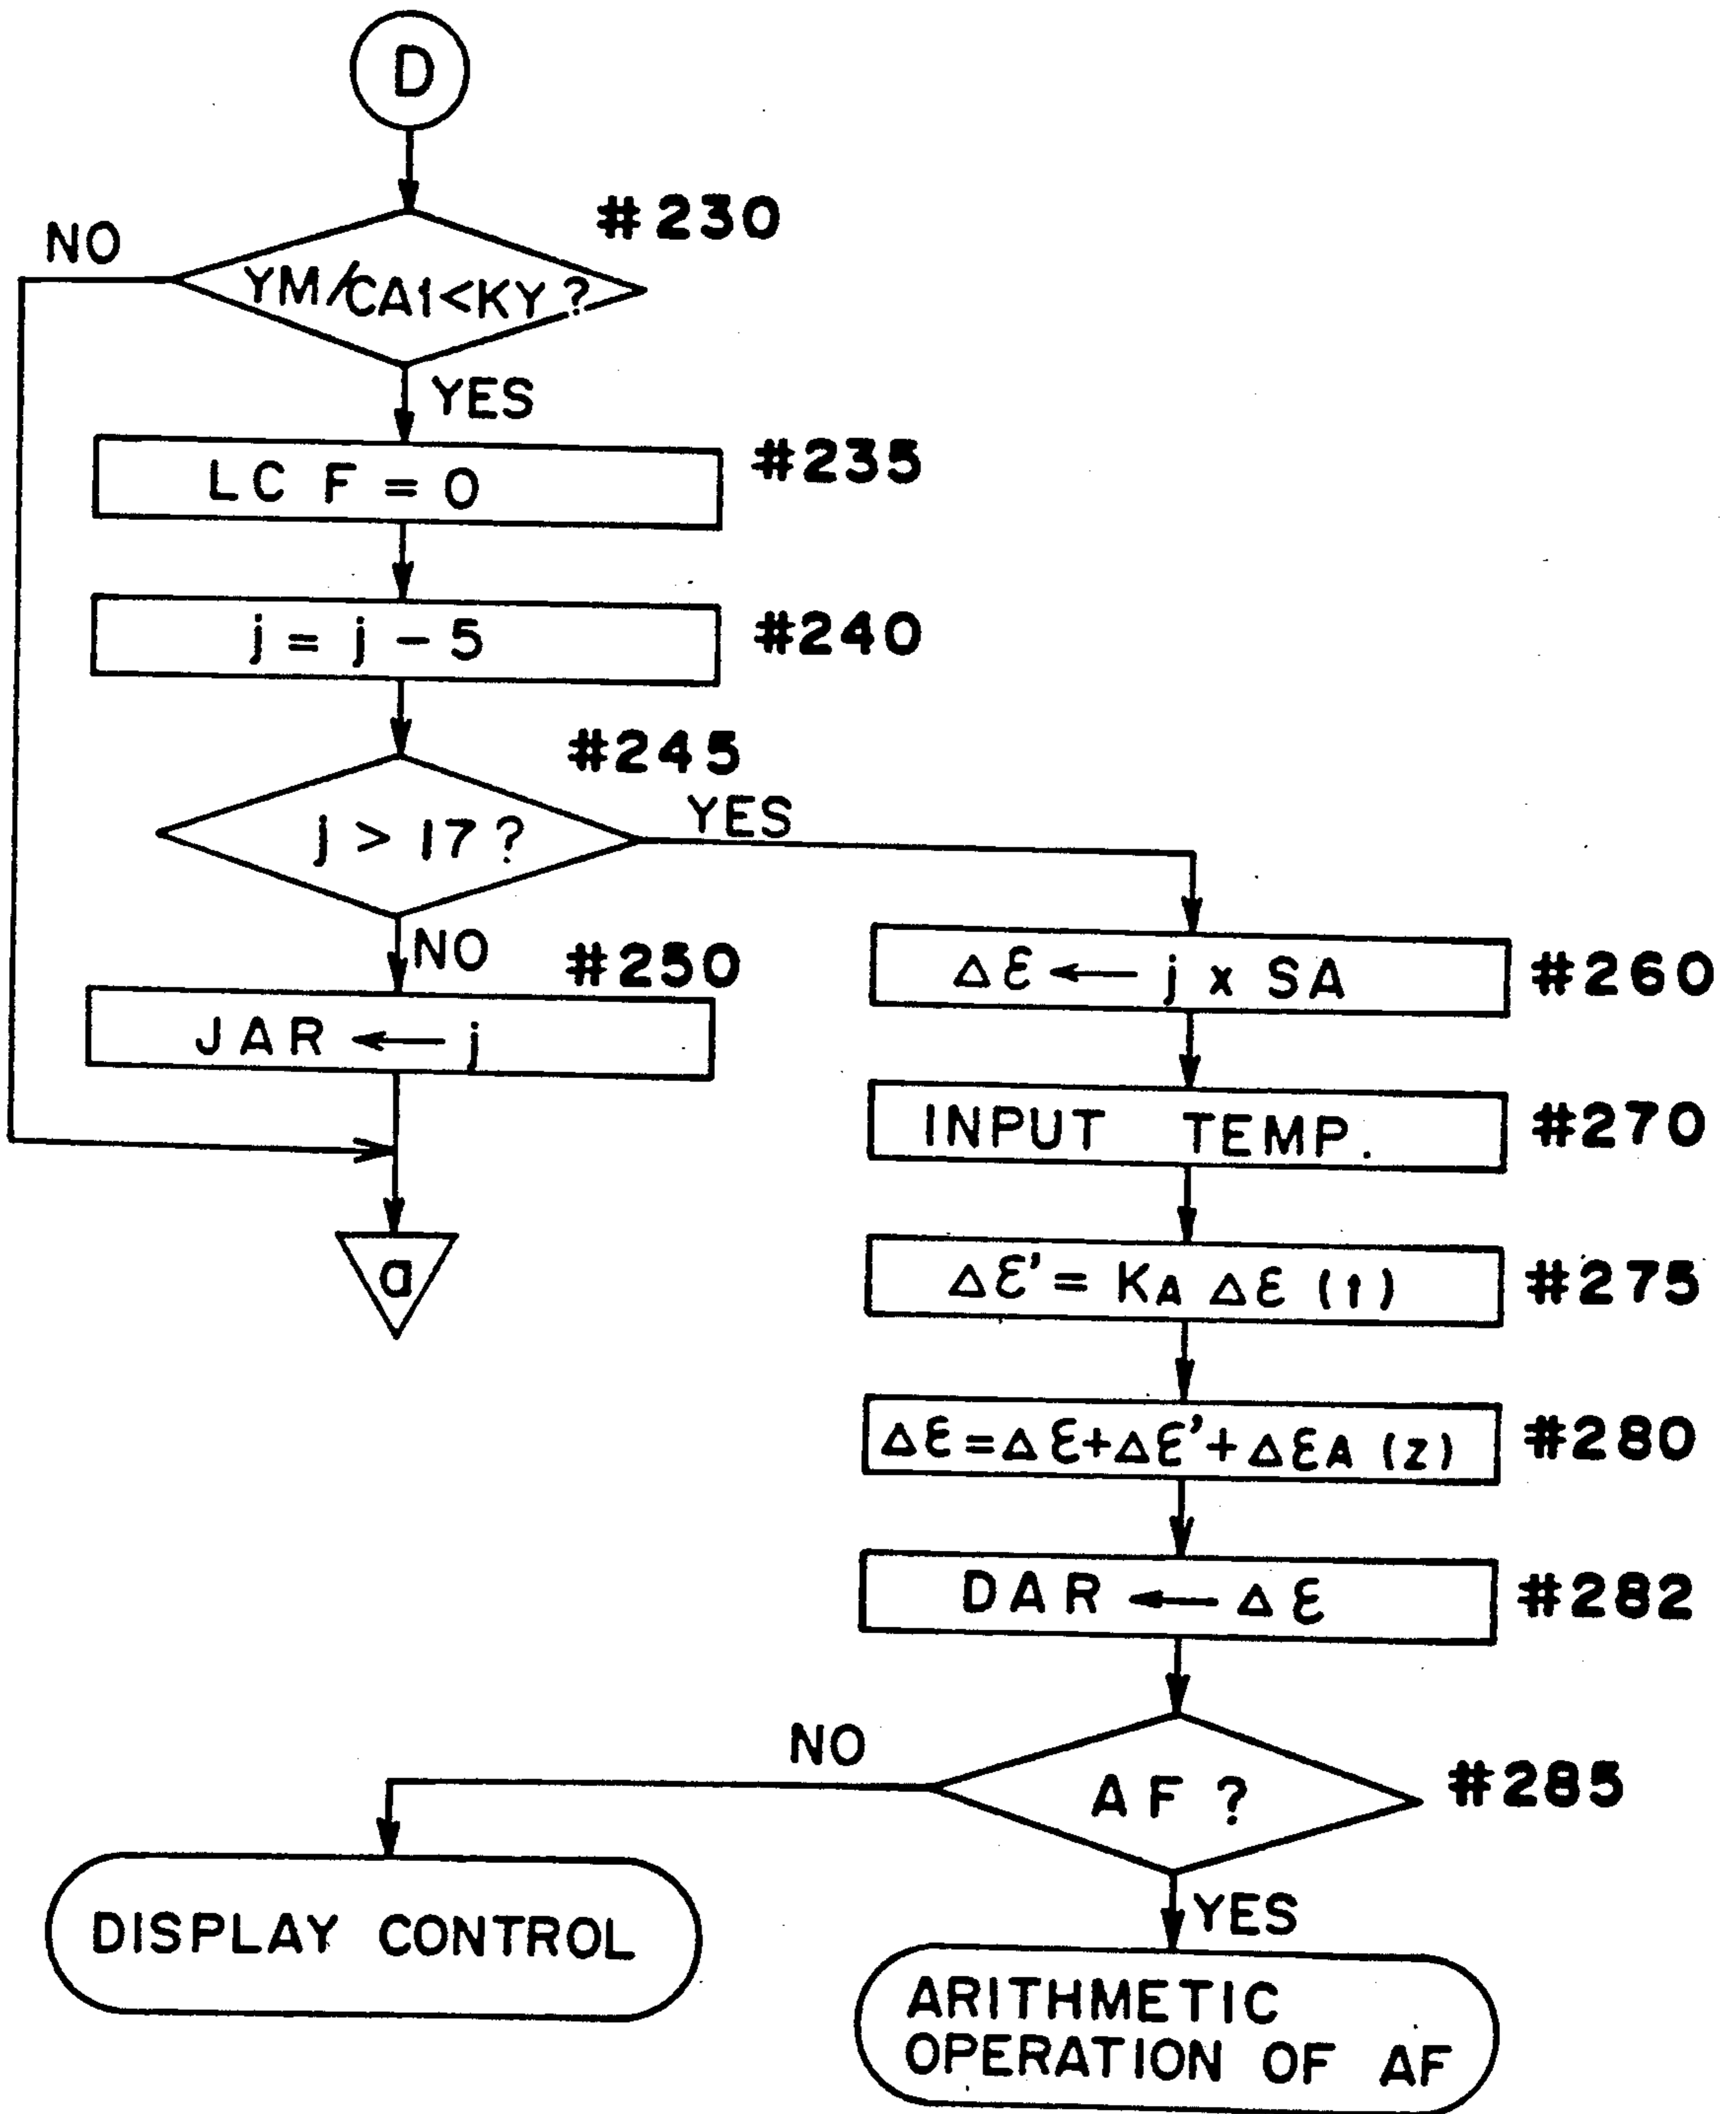 D
#230
NO
YM/CA1<KY?
YES
LCF=0
#235
j = j - 5
#240
#245
j > 17?
YES
NO
#250
JAR ← j
a
Δε ← j x SA
#260
INPUT TEMP.
#270
Δε' = KA Δε (t)
#275
Δε=Δε+Δε'+ΔεA (z)
#280
DAR ← Δε
#282
NO
AF ?
#285
DISPLAY CONTROL
YES
ARITHMETIC
OPERATION OF AF